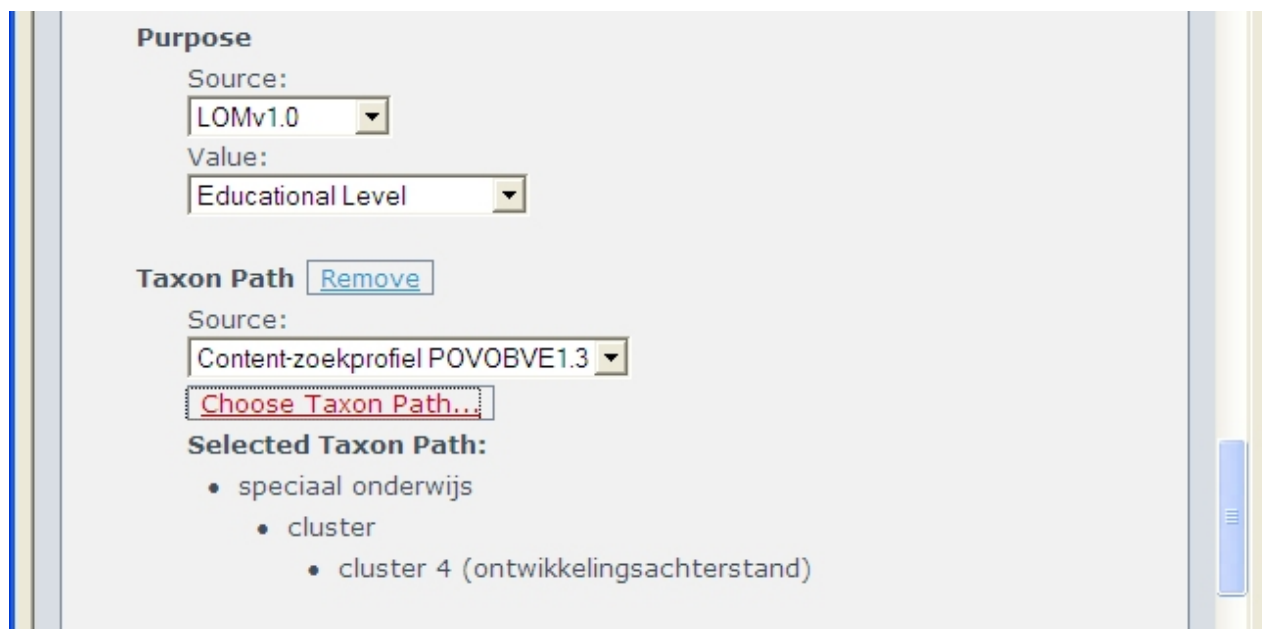 Purpose
Source:
LOMv1.0
Value:
Educational Level
Taxon Path Remove
Source:
Content-zoekprofiel POVOBVE1.3
Choose Taxon Path...
Selected Taxon Path:
• speciaal onderwijs
• cluster
• cluster 4 (ontwikkelingsachterstand)